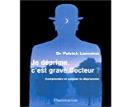 Dr Patrick Lemoine
Je déprime,
c'est grave Docteur ?
Comprendre et soigner la dépression
Flammarion